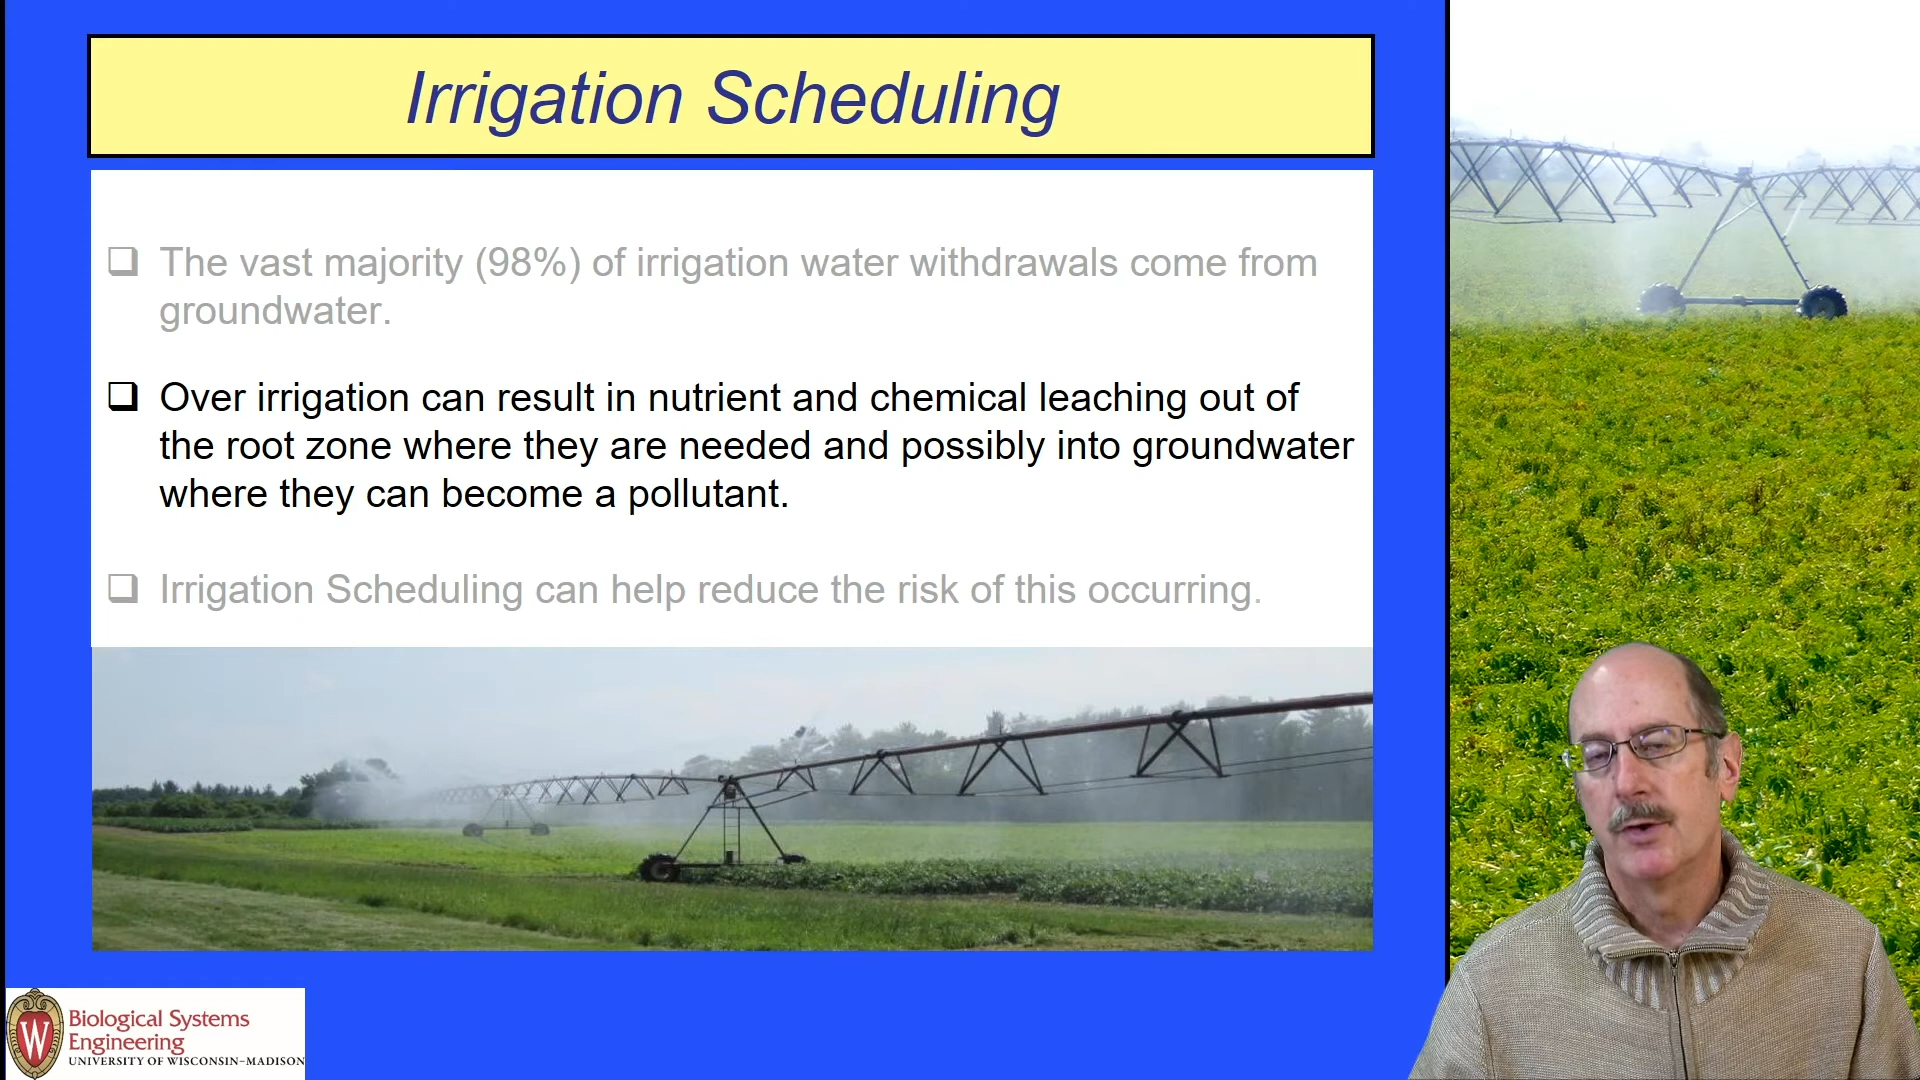 Irrigation Scheduling
The vast majority (98%) of irrigation water withdrawals come from
groundwater.
Over irrigation can result in nutrient and chemical leaching out of
the root zone where they are needed and possibly into groundwater
where they can become a pollutant.
Irrigation Scheduling can help reduce the risk of this occurring.
W
Biological Systems
Engineering
UNIVERSITY OF WISCONSIN–MADISON